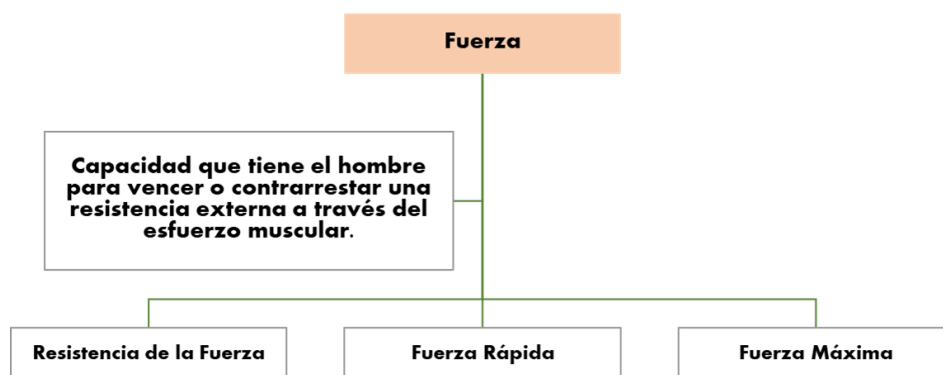 Fuerza
Capacidad que tiene el hombre
para vencer o contrarrestar una
resistencia externa a través del
esfuerzo muscular.
Resistencia de la Fuerza
Fuerza Rápida
Fuerza Máxima